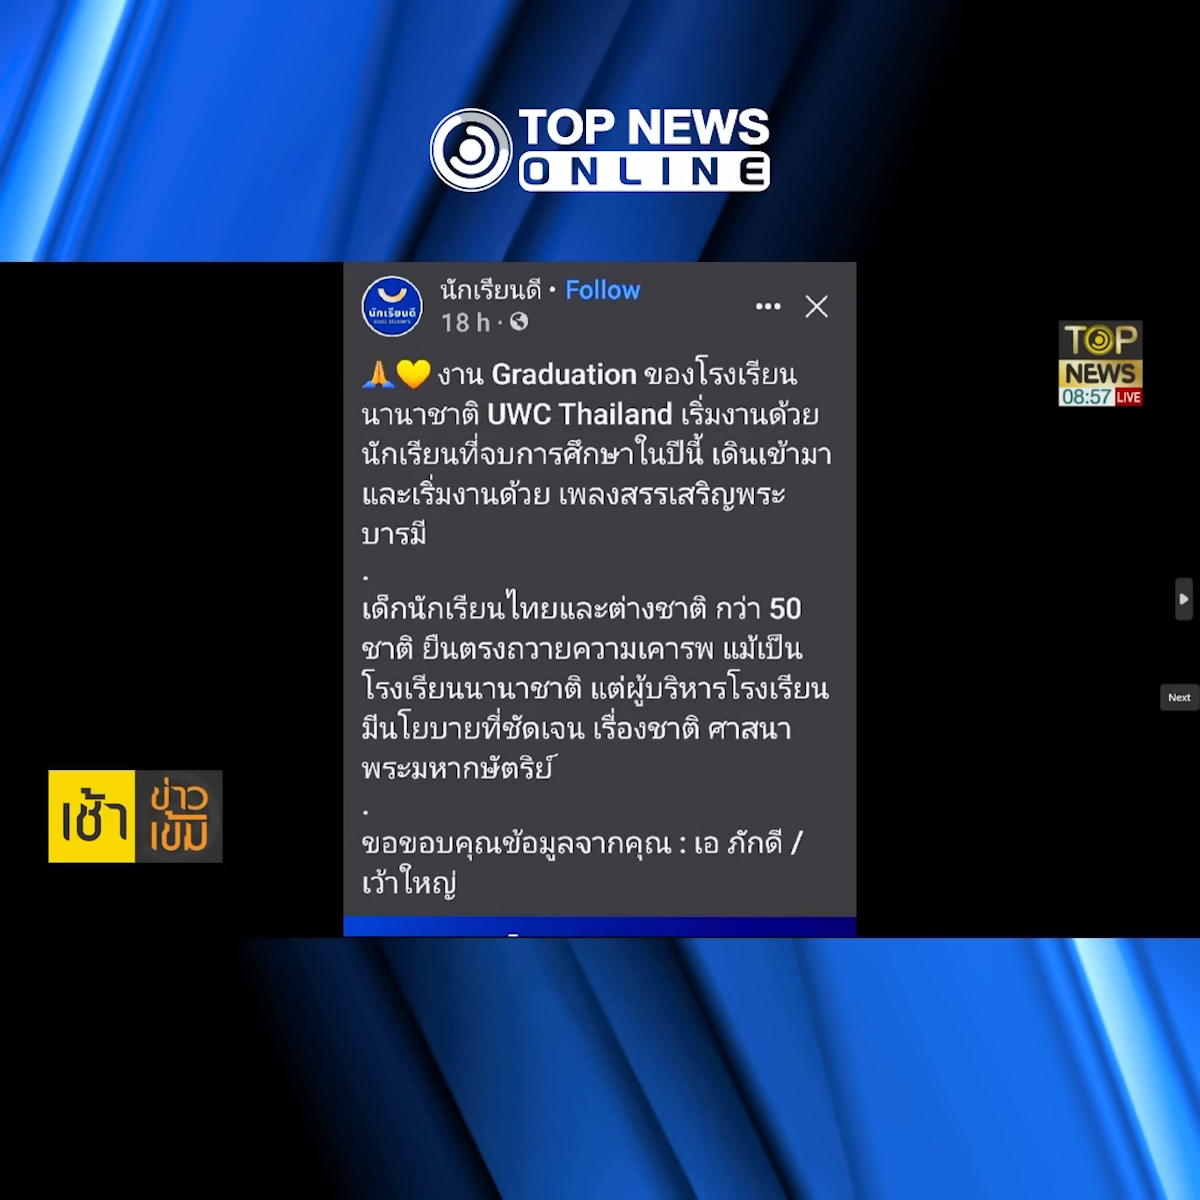 TOP NEWS
ONLINE
นักเรียนดี • Follow
18 h ·
TOP
NEWS
08:57 LIVE
นักเรียนดี
🙏💛 งาน Graduation ของโรงเรียน
นานาชาติ UWC Thailand เริ่มงานด้วย
นักเรียนที่จบการศึกษาในปีนี้ เดินเข้ามา
และเริ่มงานด้วย เพลงสรรเสริญพระ
บารมี
.
เด็กนักเรียนไทยและต่างชาติ กว่า 50
ชาติ ยืนตรงถวายความเคารพ แม้เป็น
โรงเรียนนานาชาติ แต่ผู้บริหารโรงเรียน
มีนโยบายที่ชัดเจน เรื่องชาติ ศาสนา
พระมหากษัตริย์
.
ขอขอบคุณข้อมูลจากคุณ : เอ ภักดี /
เว้าใหญ่
Next
เช้า
ข่าว
เข้ม